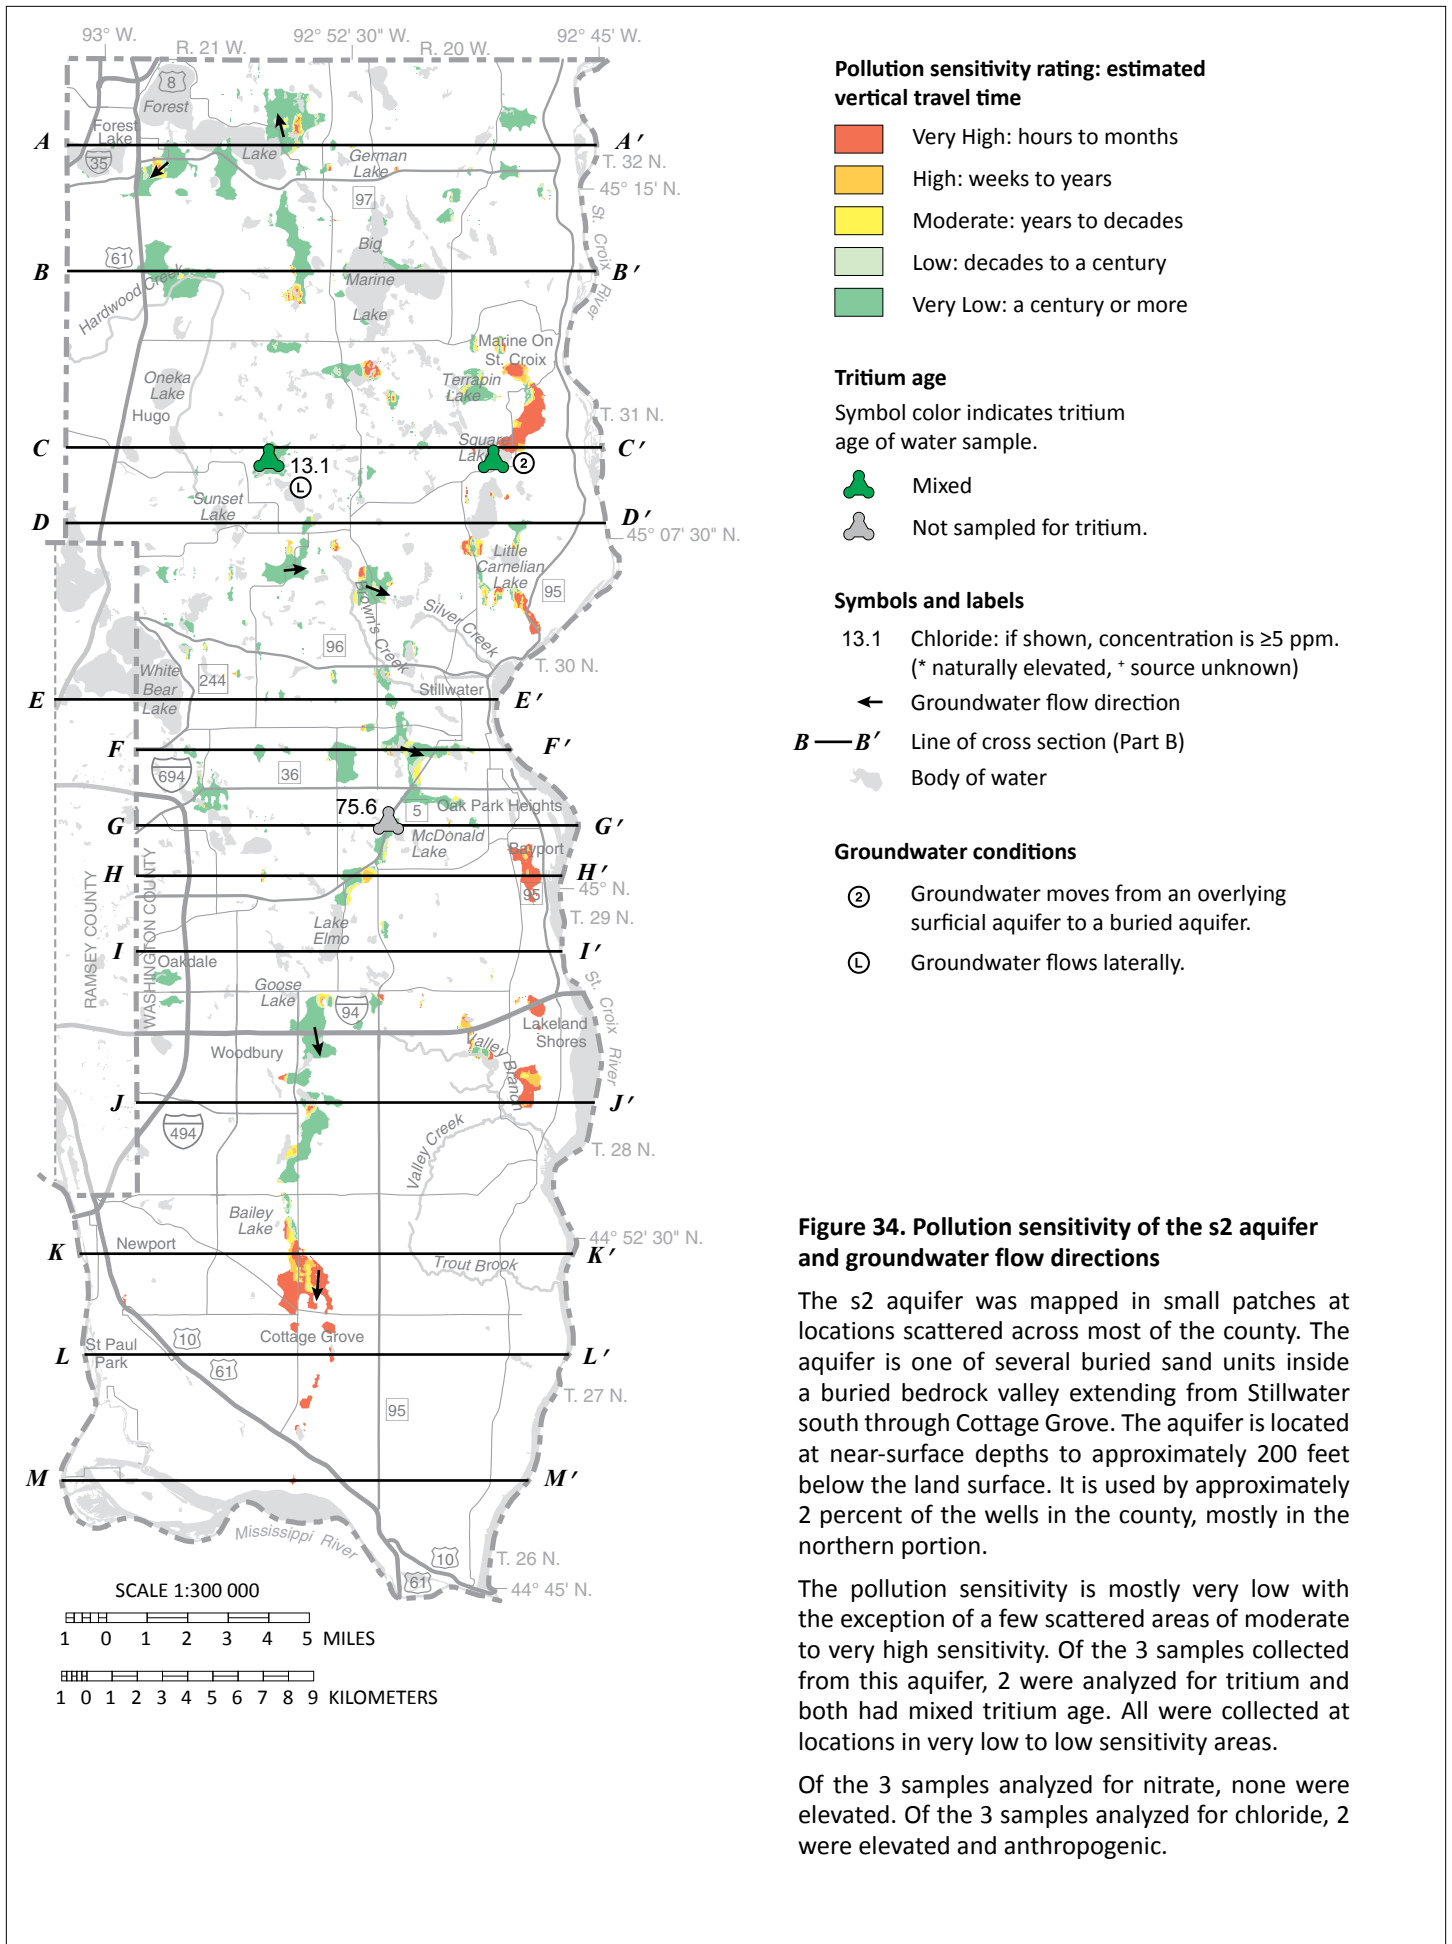 93° W.
R. 21 W.
92° 52' 30" W.
R. 20 W.
92° 45' W.
8
Forest
Forest
Lake
Lake
35
A
A'
German
Lake
T. 32 N.
45° 15' N.
97
St. Croix River
Big
Marine
Lake
61
B
B'
Hardwood Creek
Marine On
St. Croix
Oneka
Lake
Terrapin
Lake
Hugo
T. 31 N.
Square
Lake
C
C'
13.1
L
2
Sunset
Lake
D
D'
45° 07' 30" N.
Little
Carnelian
Lake
95
Brown's Creek
Silver Creek
96
T. 30 N.
White
Bear
Lake
244
Stillwater
E
E'
F
F'
694
36
75.6
5
Oak Park Heights
G
G'
McDonald
Lake
Bayport
H
H'
95
45° N.
T. 29 N.
RAMSEY COUNTY
WASHINGTON COUNTY
Lake
Elmo
I
I'
Oakdale
Goose
Lake
94
St. Croix River
Lakeland
Shores
Woodbury
Valley Branch
J
J'
494
Valley Creek
T. 28 N.
Bailey
Lake
44° 52' 30" N.
Newport
K
K'
Trout Brook
10
Cottage Grove
St Paul
Park
L
L'
61
T. 27 N.
95
M
M'
Mississippi River
10
T. 26 N.
61
44° 45' N.
SCALE 1:300 000
1 0 1 2 3 4 5 MILES
1 0 1 2 3 4 5 6 7 8 9 KILOMETERS
Pollution sensitivity rating: estimated
vertical travel time
Very High: hours to months
High: weeks to years
Moderate: years to decades
Low: decades to a century
Very Low: a century or more
Tritium age
Symbol color indicates tritium
age of water sample.
Mixed
Not sampled for tritium.
Symbols and labels
13.1 Chloride: if shown, concentration is ≥5 ppm.
(* naturally elevated, ⁺ source unknown)
Groundwater flow direction
B B' Line of cross section (Part B)
Body of water
Groundwater conditions
2 Groundwater moves from an overlying
surficial aquifer to a buried aquifer.
L Groundwater flows laterally.
Figure 34. Pollution sensitivity of the s2 aquifer
and groundwater flow directions
The s2 aquifer was mapped in small patches at
locations scattered across most of the county. The
aquifer is one of several buried sand units inside
a buried bedrock valley extending from Stillwater
south through Cottage Grove. The aquifer is located
at near-surface depths to approximately 200 feet
below the land surface. It is used by approximately
2 percent of the wells in the county, mostly in the
northern portion.
The pollution sensitivity is mostly very low with
the exception of a few scattered areas of moderate
to very high sensitivity. Of the 3 samples collected
from this aquifer, 2 were analyzed for tritium and
both had mixed tritium age. All were collected at
locations in very low to low sensitivity areas.
Of the 3 samples analyzed for nitrate, none were
elevated. Of the 3 samples analyzed for chloride, 2
were elevated and anthropogenic.